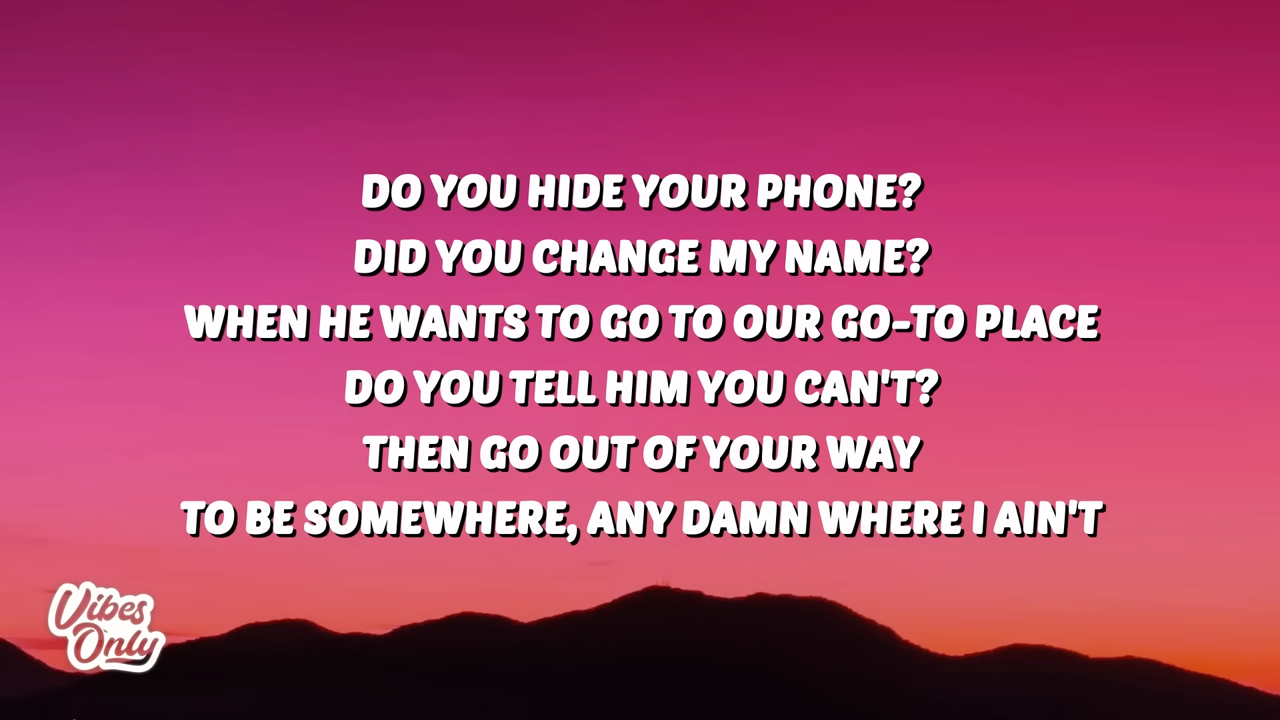 DO YOU HIDE YOUR PHONE?
DID YOU CHANGE MY NAME?
WHEN HE WANTS TO GO TO OUR GO-TO PLACE
DO YOU TELL HIM YOU CAN'T?
THEN GO OUT OF YOUR WAY
TO BE SOMEWHERE, ANY DAMN WHERE I AIN'T
Vibes
Only